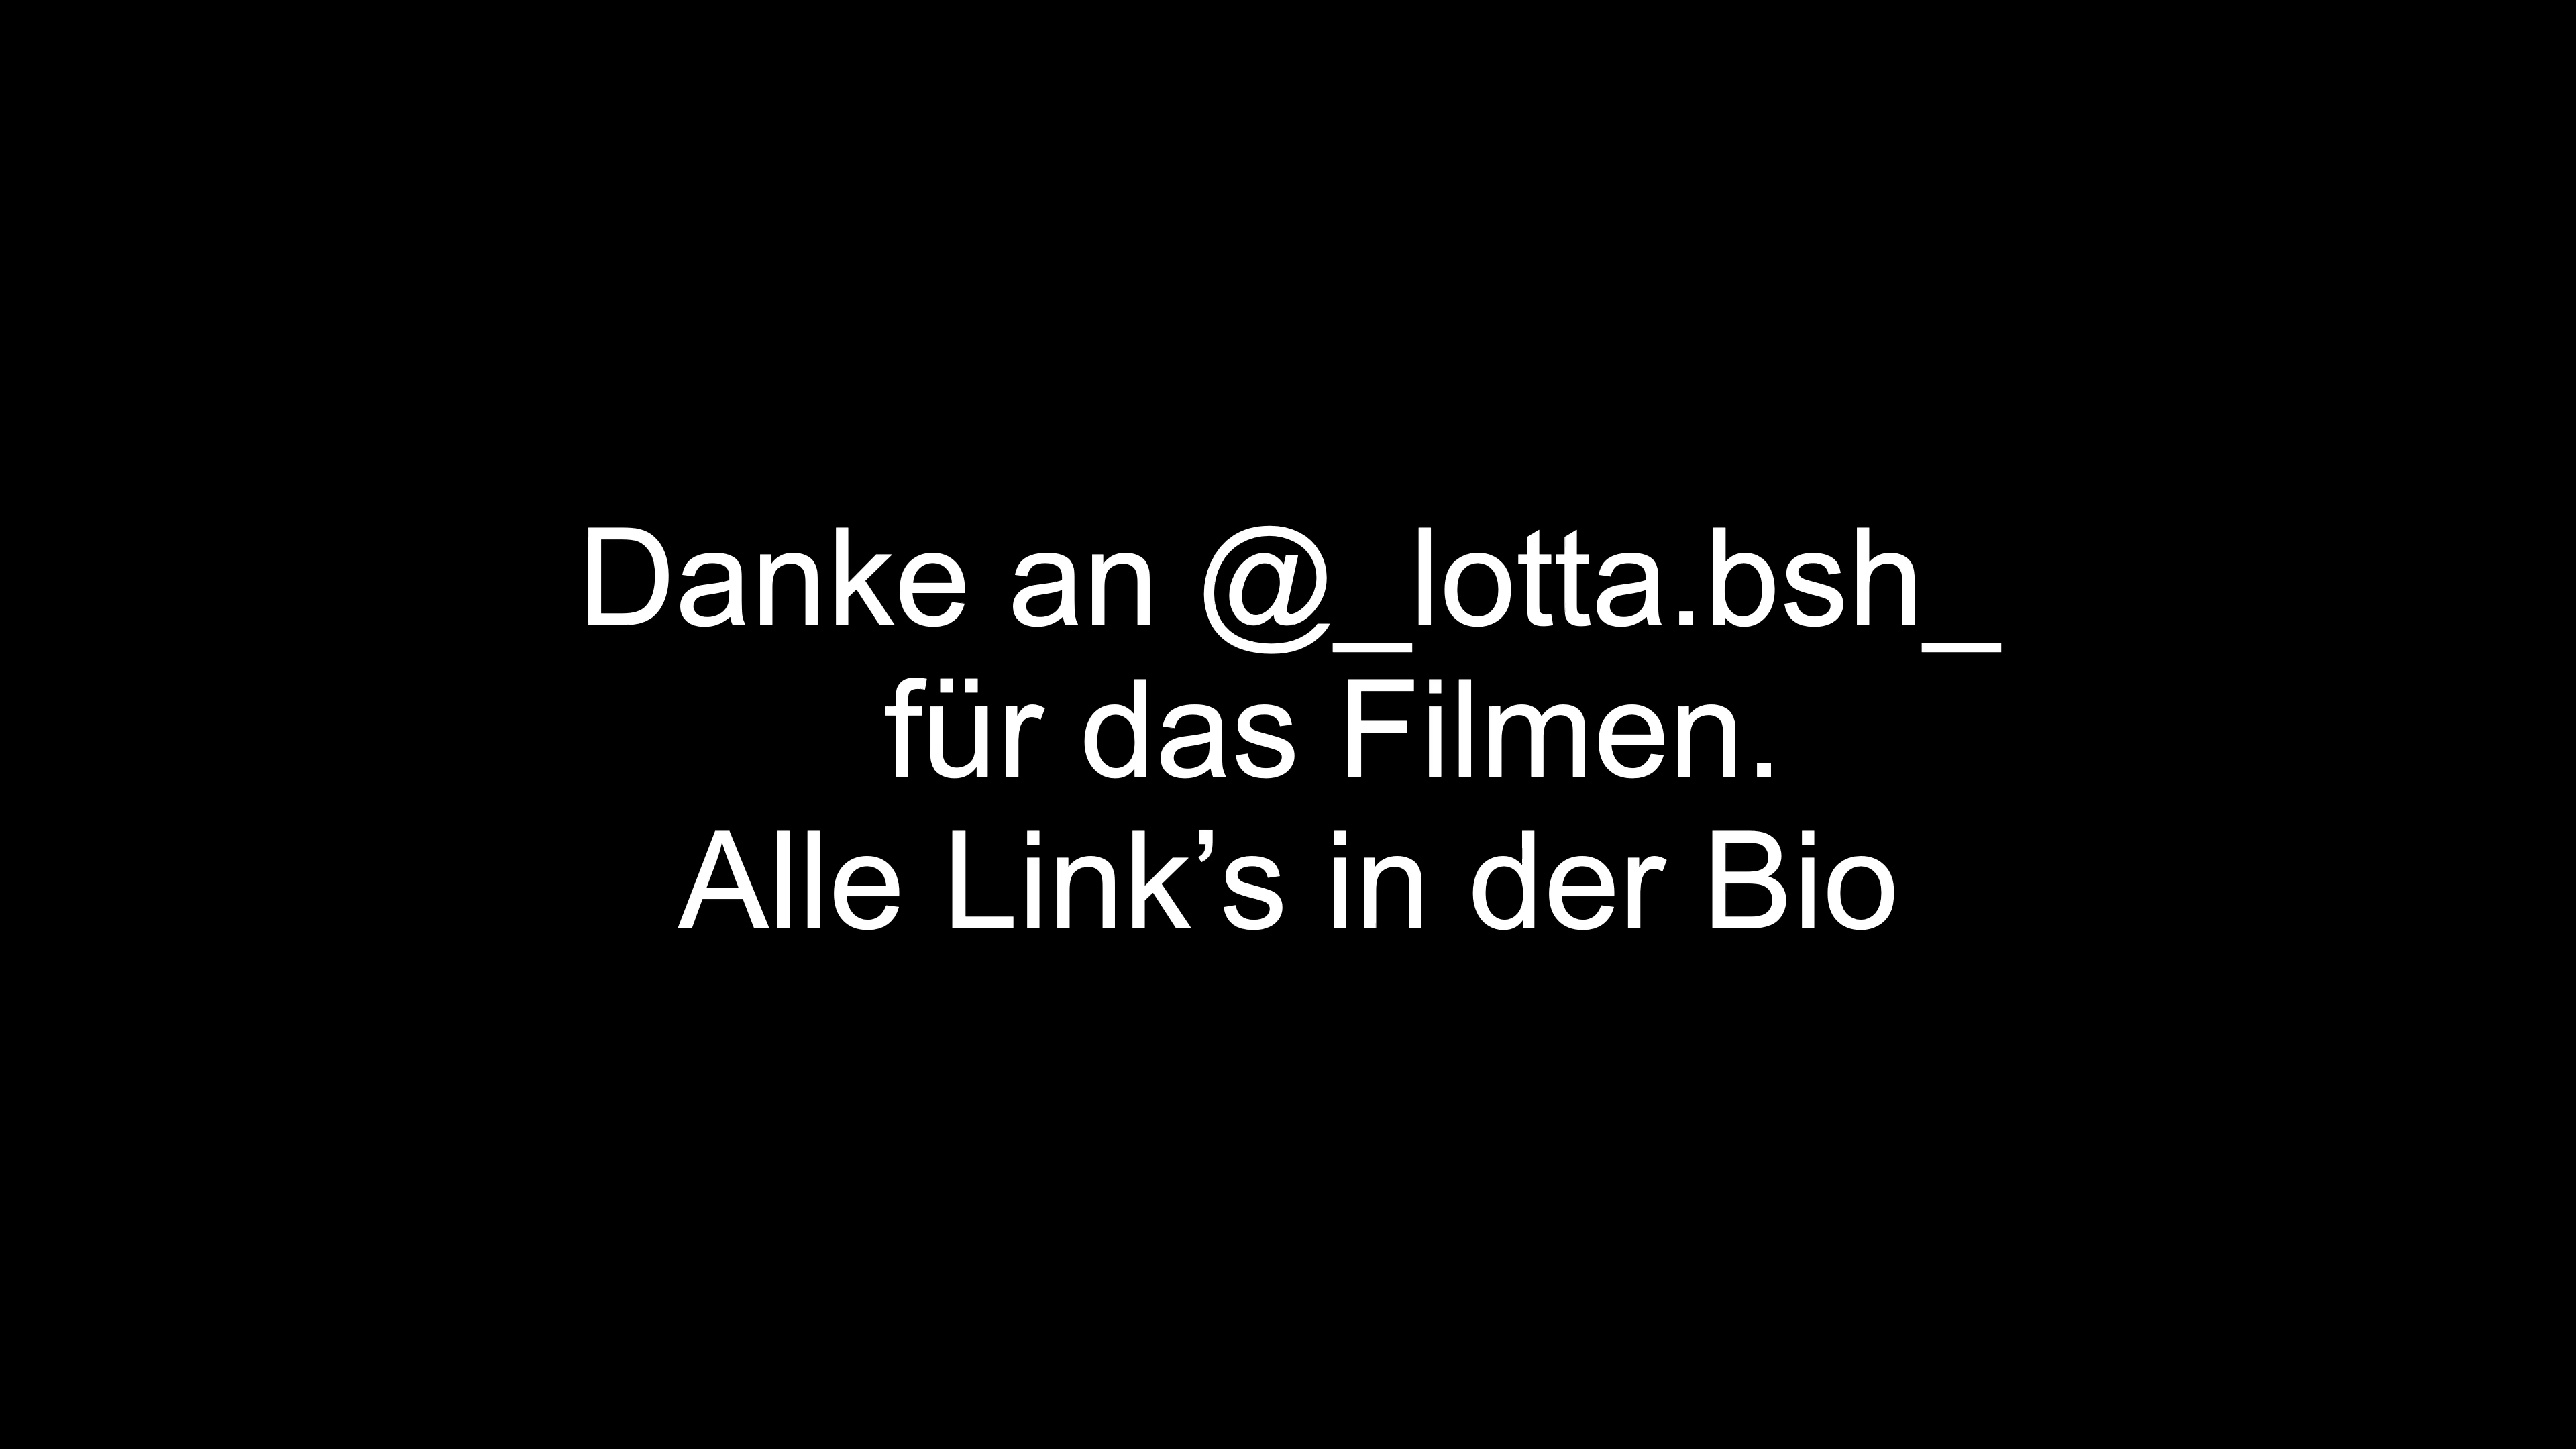 Danke an @_lotta.bsh_
für das Filmen.
Alle Link’s in der Bio